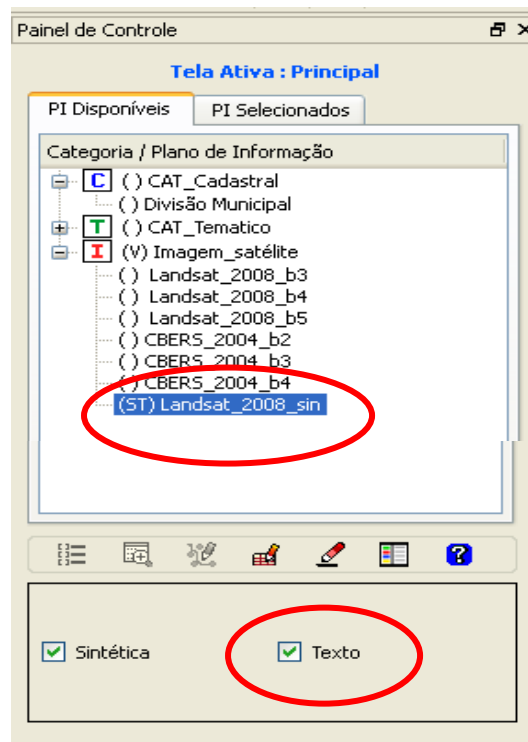 Painel de Controle
Tela Ativa : Principal
PI Disponíveis PI Selecionados
Categoria / Plano de Informação
C () CAT_Cadastral
() Divisão Municipal
T () CAT_Tematico
I (V) Imagem_satélite
() Landsat_2008_b3
() Landsat_2008_b4
() Landsat_2008_b5
() CBERS_2004_b2
() CBERS_2004_b3
() CBERS_2004_b4
(ST) Landsat_2008_sin
?
Sintética Texto